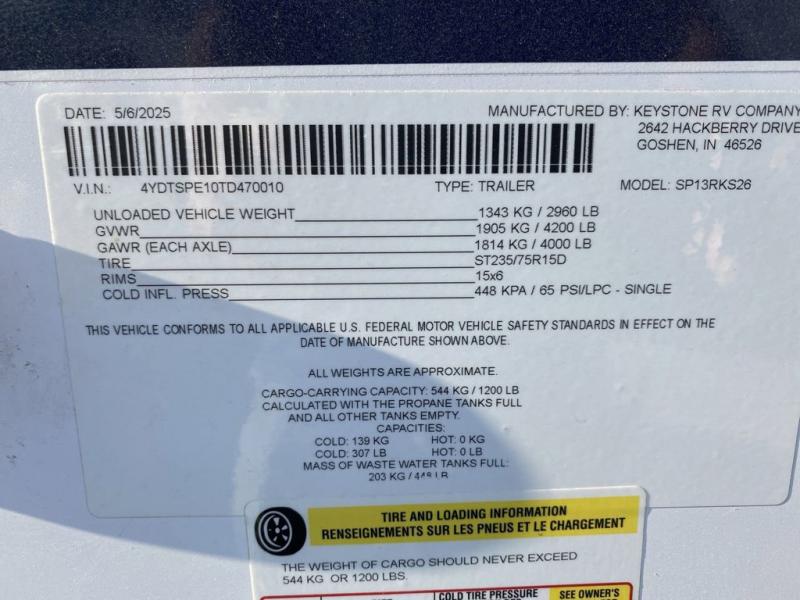 DATE: 5/6/2025
MANUFACTURED BY: KEYSTONE RV COMPANY
2642 HACKBERRY DRIVE
GOSHEN, IN 46526
V.I.N.: 4YDTSPE10TD470010 TYPE: TRAILER MODEL: SP13RKS26
UNLOADED VEHICLE WEIGHT 1343 KG / 2960 LB
GVWR 1905 KG / 4200 LB
GAWR (EACH AXLE) 1814 KG / 4000 LB
TIRE ST235/75R15D
RIMS 15x6
COLD INFL. PRESS 448 KPA / 65 PSI/LPC - SINGLE
THIS VEHICLE CONFORMS TO ALL APPLICABLE U.S. FEDERAL MOTOR VEHICLE SAFETY STANDARDS IN EFFECT ON THE
DATE OF MANUFACTURE SHOWN ABOVE.
ALL WEIGHTS ARE APPROXIMATE.
CARGO-CARRYING CAPACITY: 544 KG / 1200 LB
CALCULATED WITH THE PROPANE TANKS FULL
AND ALL OTHER TANKS EMPTY.
CAPACITIES:
COLD: 139 KG HOT: 0 KG
COLD: 307 LB HOT: 0 LB
MASS OF WASTE WATER TANKS FULL:
203 KG / 448 LB
TIRE AND LOADING INFORMATION
RENSEIGNEMENTS SUR LES PNEUS ET LE CHARGEMENT
THE WEIGHT OF CARGO SHOULD NEVER EXCEED
544 KG OR 1200 LBS.
COLD TIRE PRESSURE
SEE OWNER'S